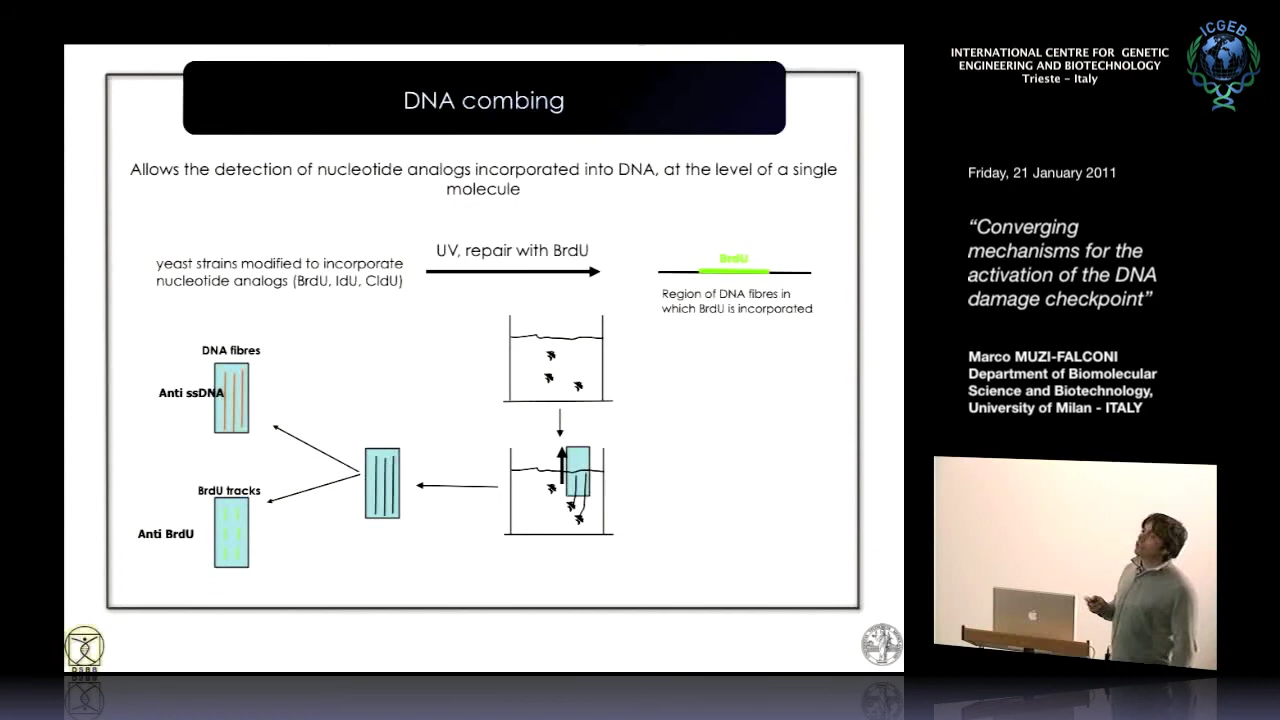 DNA combing
Allows the detection of nucleotide analogs incorporated into DNA, at the level of a single
molecule
yeast strains modified to incorporate
nucleotide analogs (BrdU, IdU, CldU)
UV, repair with BrdU
BrdU
Region of DNA fibres in
which BrdU is incorporated
DNA fibres
Anti ssDNA
BrdU tracks
Anti BrdU
DSBB
INTERNATIONAL CENTRE FOR GENETIC
ENGINEERING AND BIOTECHNOLOGY
Trieste - Italy
ICGEB
Friday, 21 January 2011
“Converging
mechanisms for the
activation of the DNA
damage checkpoint”
Marco MUZI-FALCONI
Department of Biomolecular
Science and Biotechnology,
University of Milan - ITALY